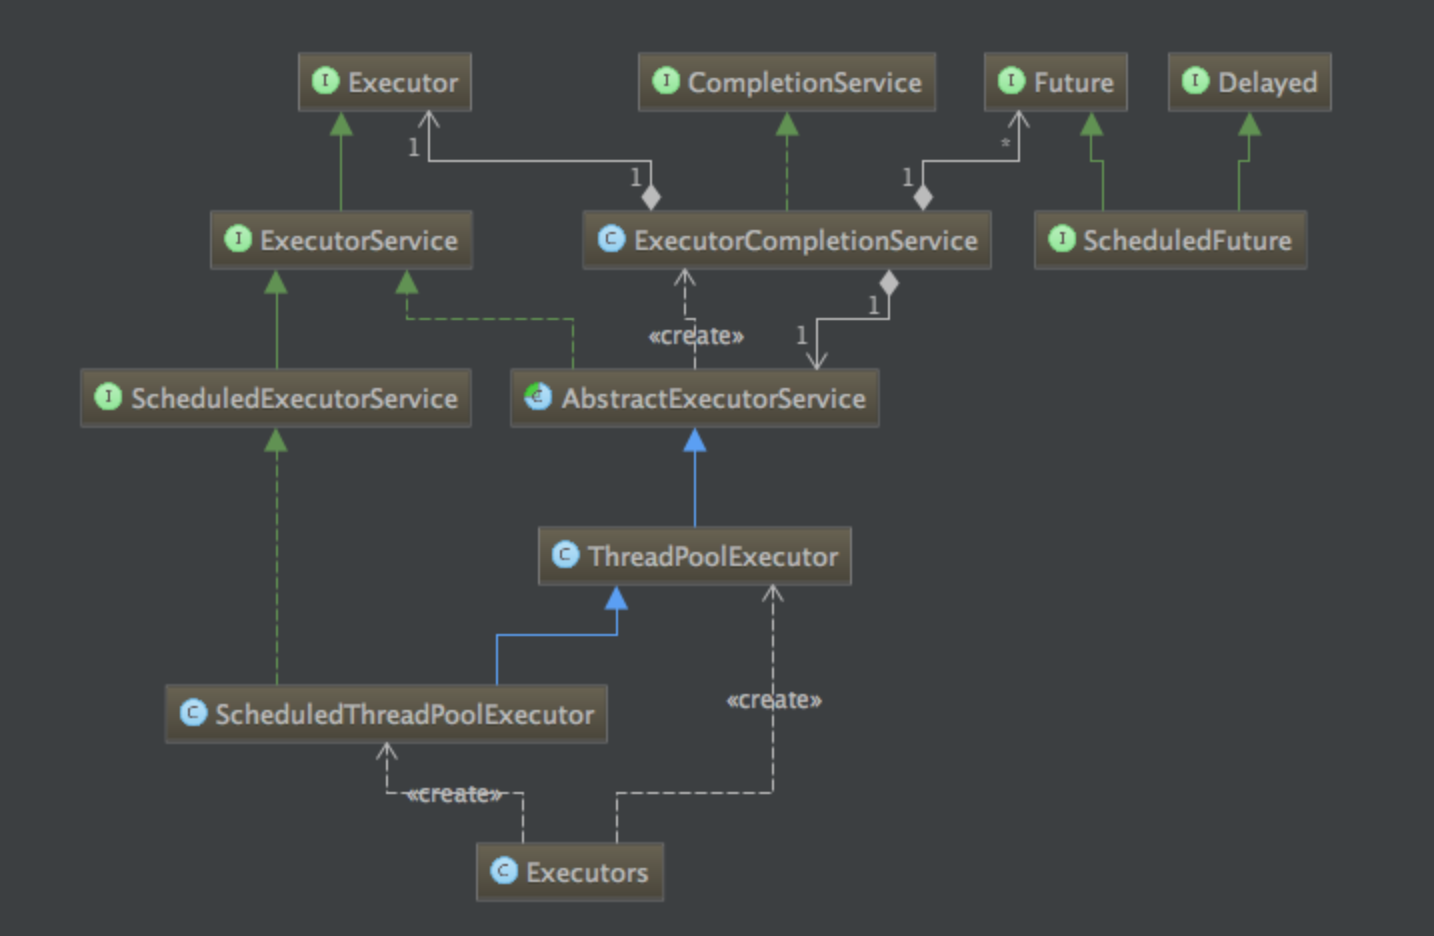 I Executor
I CompletionService
I Future
I Delayed
1
*
1
1
I ExecutorService
C ExecutorCompletionService
I ScheduledFuture
1
«create»
1
I ScheduledExecutorService
C AbstractExecutorService
C ThreadPoolExecutor
«create»
C ScheduledThreadPoolExecutor
«create»
C Executors